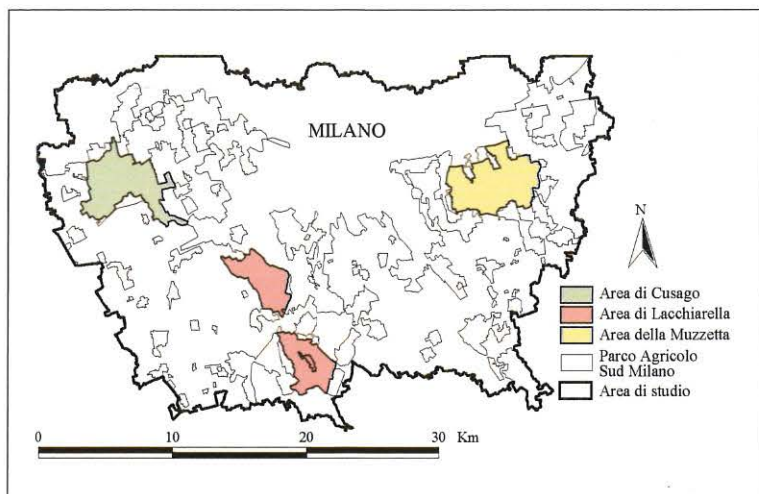 MILANO
N
Area di Cusago
Area di Lacchiarella
Area della Muzzetta
Parco Agricolo
Sud Milano
Area di studio
0 10 20 30 Km